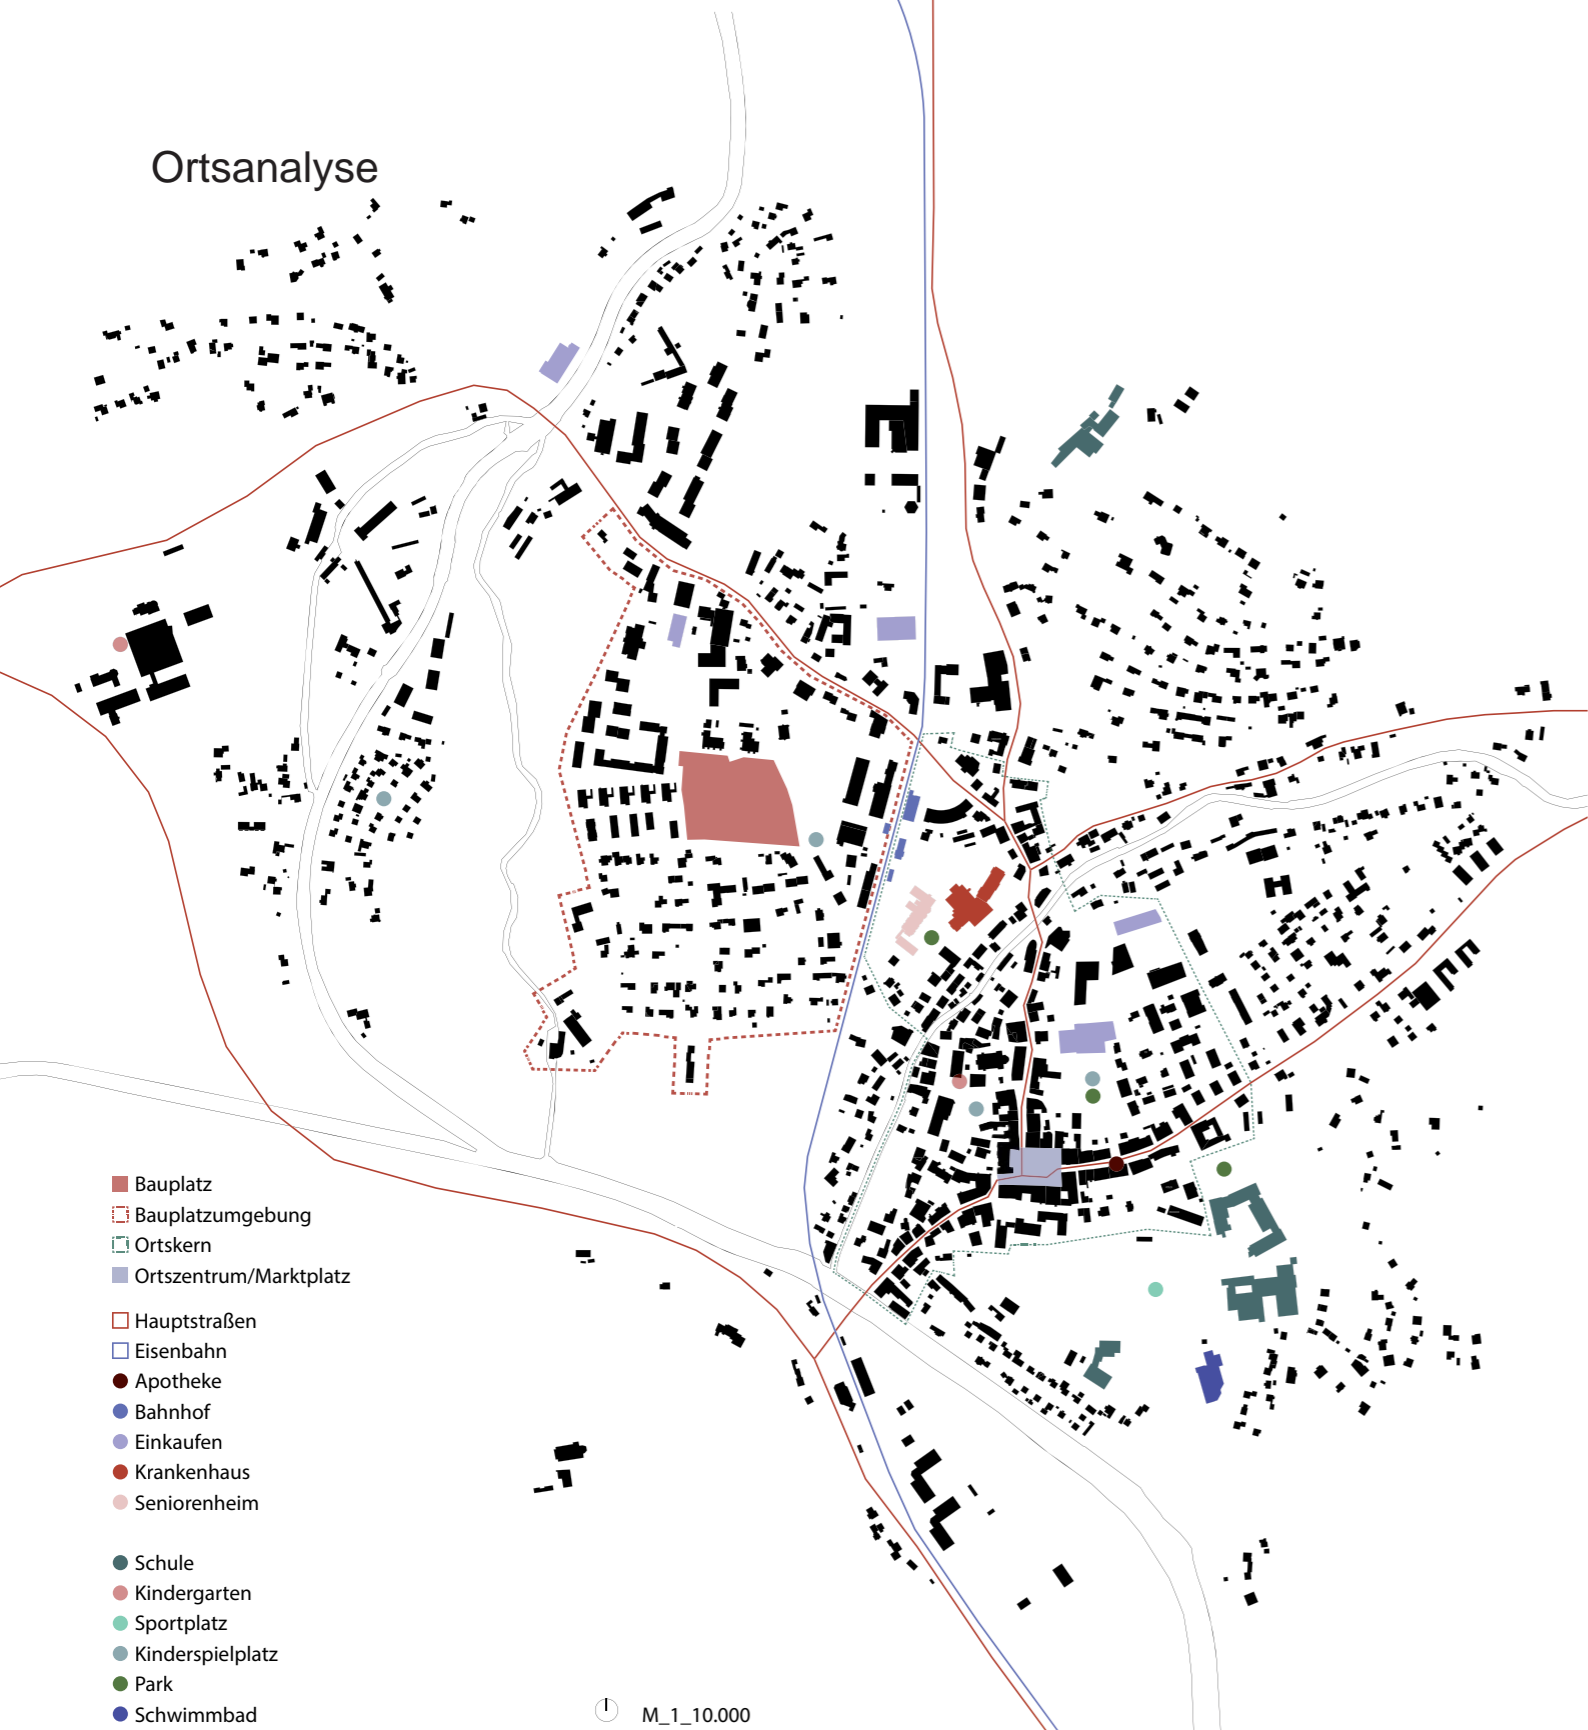 Ortsanalyse
Bauplatz
Bauplatzumgebung
Ortskern
Ortszentrum/Marktplatz
Hauptstraßen
Eisenbahn
Apotheke
Bahnhof
Einkaufen
Krankenhaus
Seniorenheim
Schule
Kindergarten
Sportplatz
Kinderspielplatz
Park
Schwimmbad
M_1_10.000